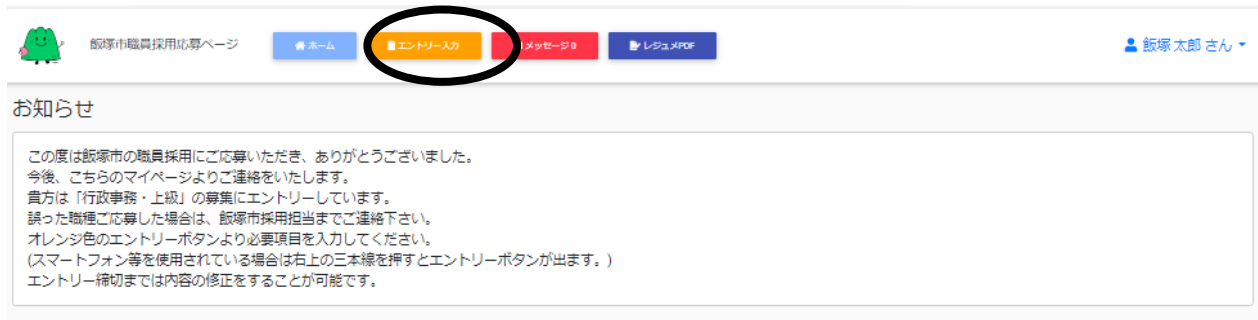 飯塚市職員採用応募ページ
ホーム
エントリー入力
メッセージ 0
レジュメPDF
飯塚 太郎 さん
お知らせ
この度は飯塚市の職員採用にご応募いただき、ありがとうございました。
今後、こちらのマイページよりご連絡をいたします。
貴方は「行政事務・上級」の募集にエントリーしています。
誤った職種ご応募した場合は、飯塚市採用担当までご連絡下さい。
オレンジ色のエントリーボタンより必要項目を入力してください。
(スマートフォン等を使用されている場合は右上の三本線を押すとエントリーボタンが出ます。)
エントリー締切までは内容の修正をすることが可能です。